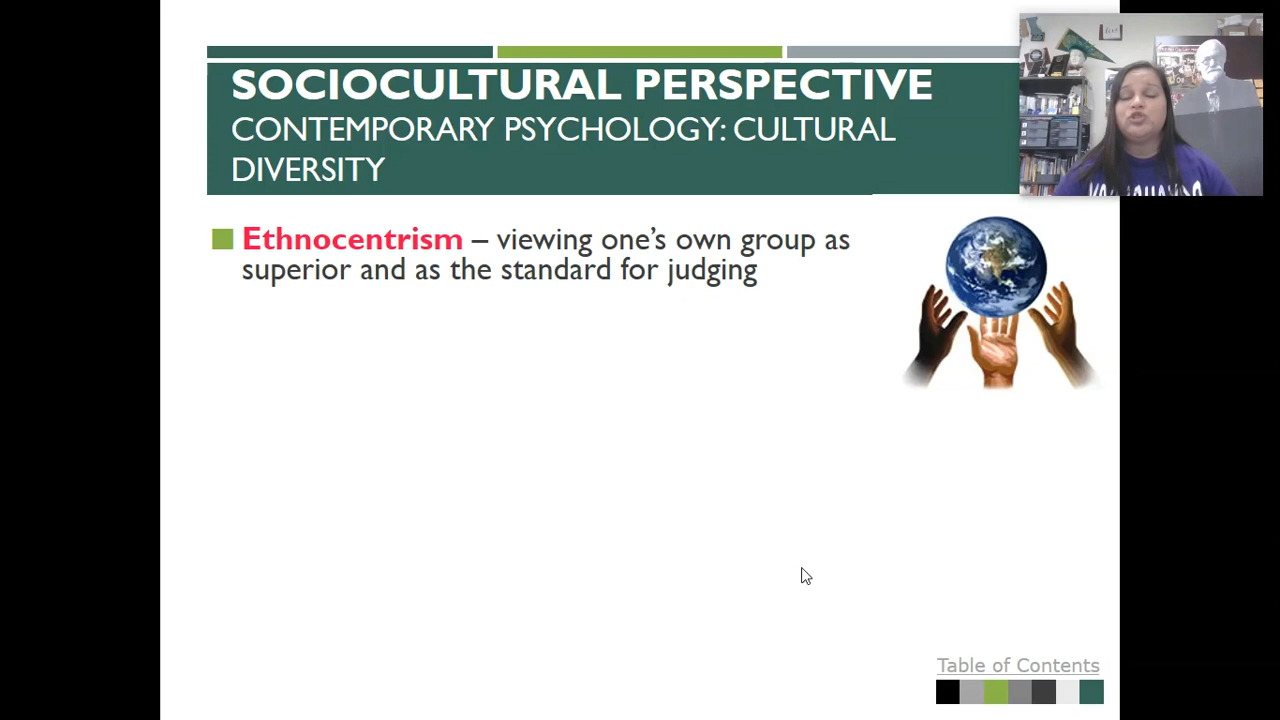 SOCIOCULTURAL PERSPECTIVE
CONTEMPORARY PSYCHOLOGY: CULTURAL
DIVERSITY
Ethnocentrism – viewing one's own group as
superior and as the standard for judging
Table of Contents